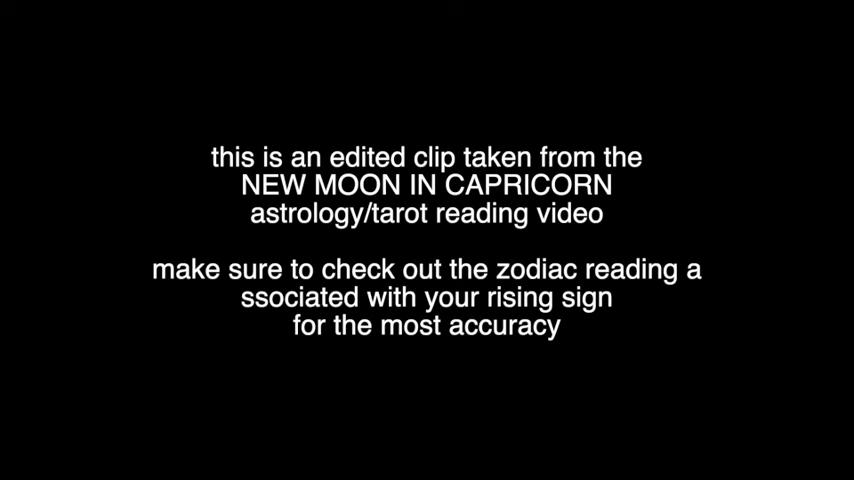 this is an edited clip taken from the
NEW MOON IN CAPRICORN
astrology/tarot reading video
make sure to check out the zodiac reading a
ssociated with your rising sign
for the most accuracy